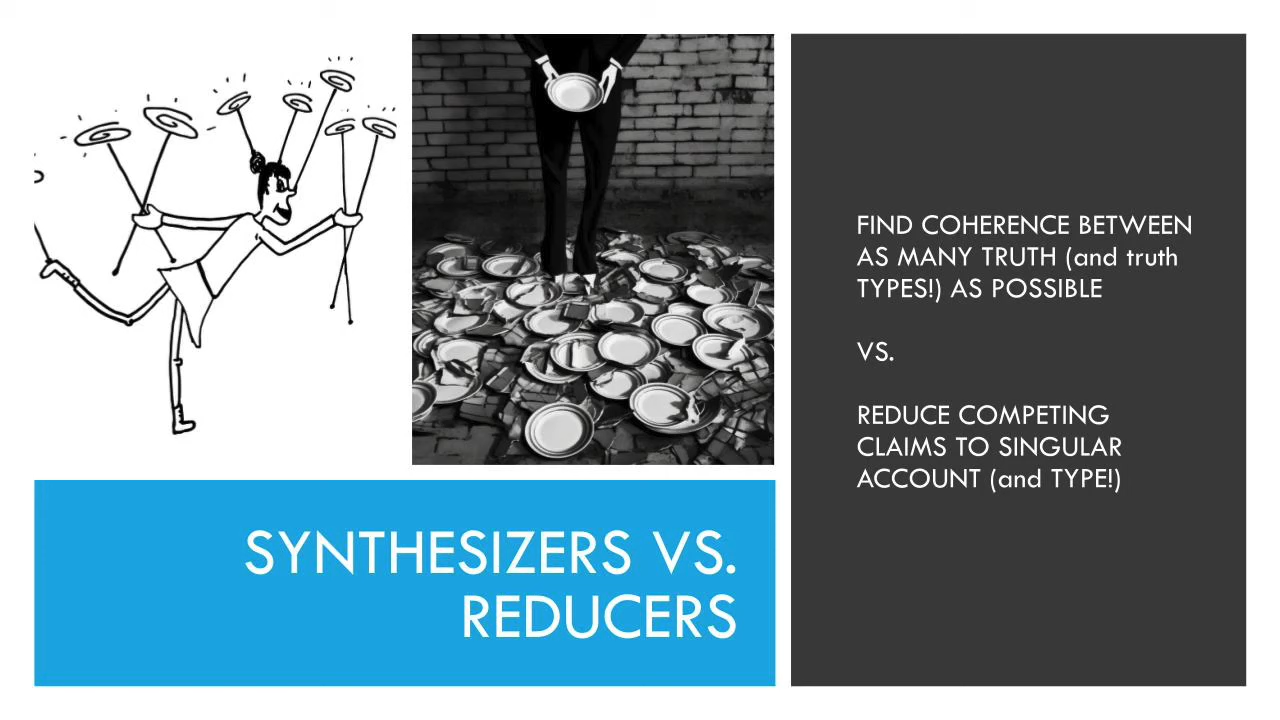 SYNTHESIZERS VS.
REDUCERS
FIND COHERENCE BETWEEN
AS MANY TRUTH (and truth
TYPES!) AS POSSIBLE
VS.
REDUCE COMPETING
CLAIMS TO SINGULAR
ACCOUNT (and TYPE!)